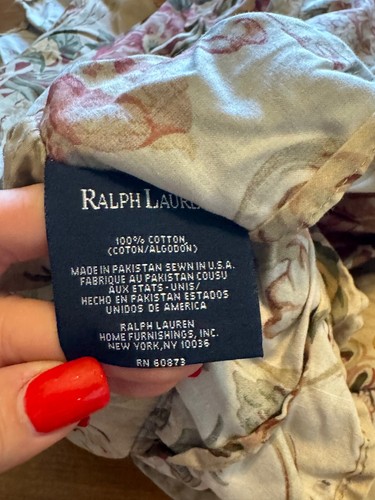 RALPH LAURE
100% COTTON
(COTON/ALGODON)
MADE IN PAKISTAN SEWN IN U.S.A.
FABRIQUE AU PAKISTAN COUSU
AUX ETATS-UNIS/
HECHO EN PAKISTAN ESTADOS
UNIDOS DE AMERICA
RALPH LAUREN
HOME FURNISHINGS, INC.
NEW YORK,NY 10036
RN 60873